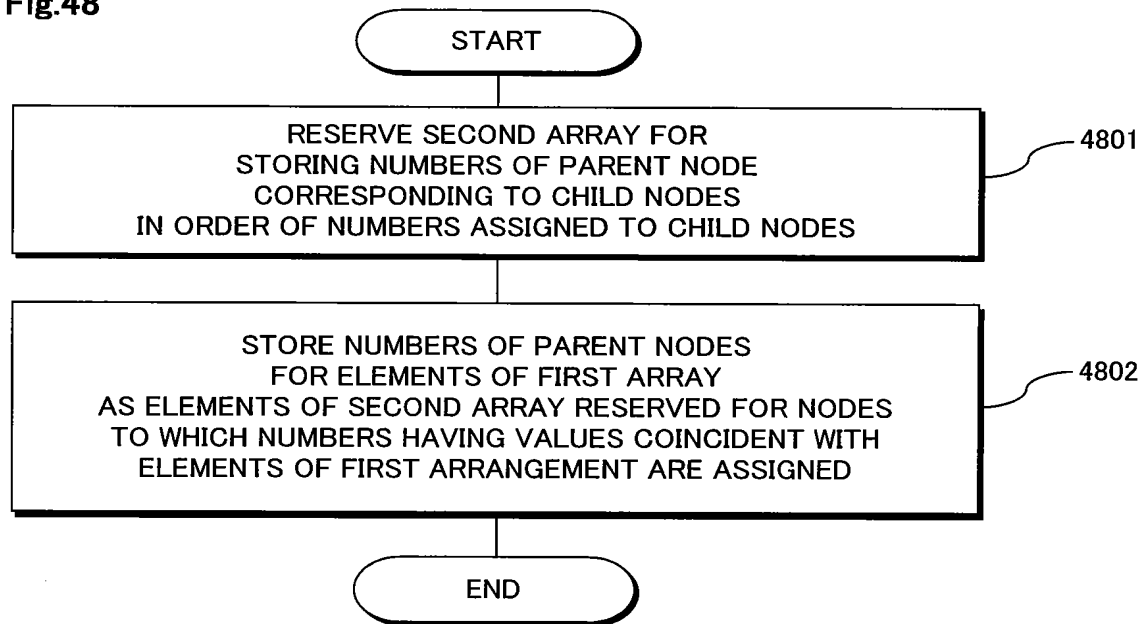 Fig.48
START
RESERVE SECOND ARRAY FOR
STORING NUMBERS OF PARENT NODE
CORRESPONDING TO CHILD NODES
IN ORDER OF NUMBERS ASSIGNED TO CHILD NODES
4801
STORE NUMBERS OF PARENT NODES
FOR ELEMENTS OF FIRST ARRAY
AS ELEMENTS OF SECOND ARRAY RESERVED FOR NODES
TO WHICH NUMBERS HAVING VALUES COINCIDENT WITH
ELEMENTS OF FIRST ARRANGEMENT ARE ASSIGNED
4802
END